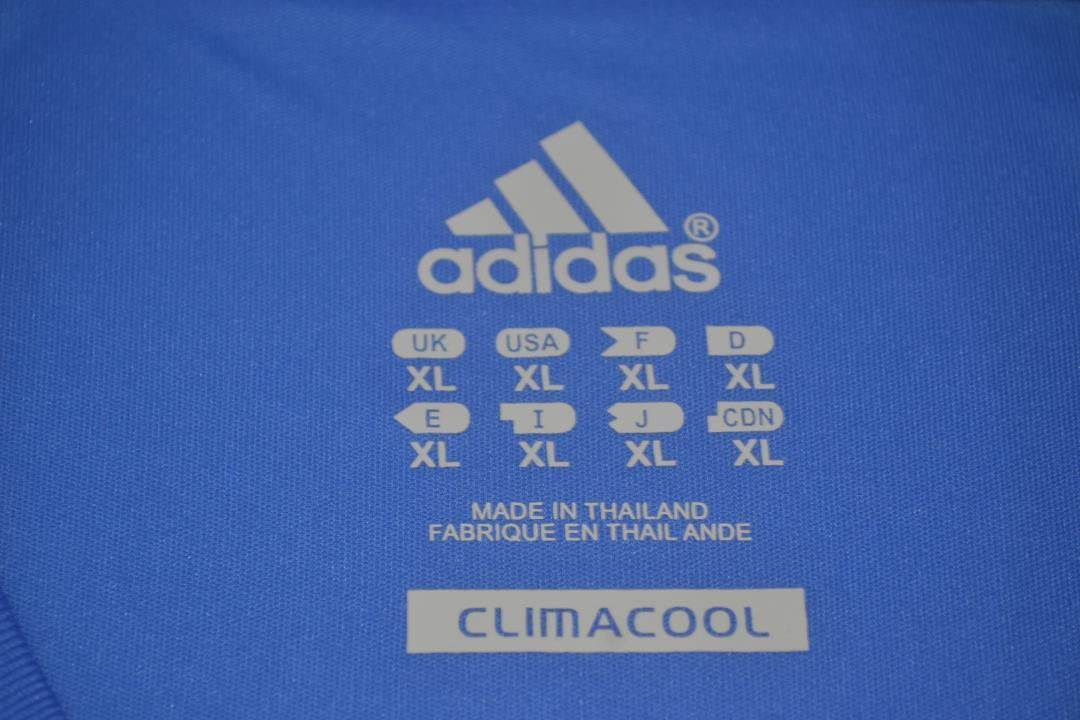 adidas®
UK USA F D
XL XL XL XL
E I J CDN
XL XL XL XL
MADE IN THAILAND
FABRIQUE EN THAIL ANDE
CLIMACOOL